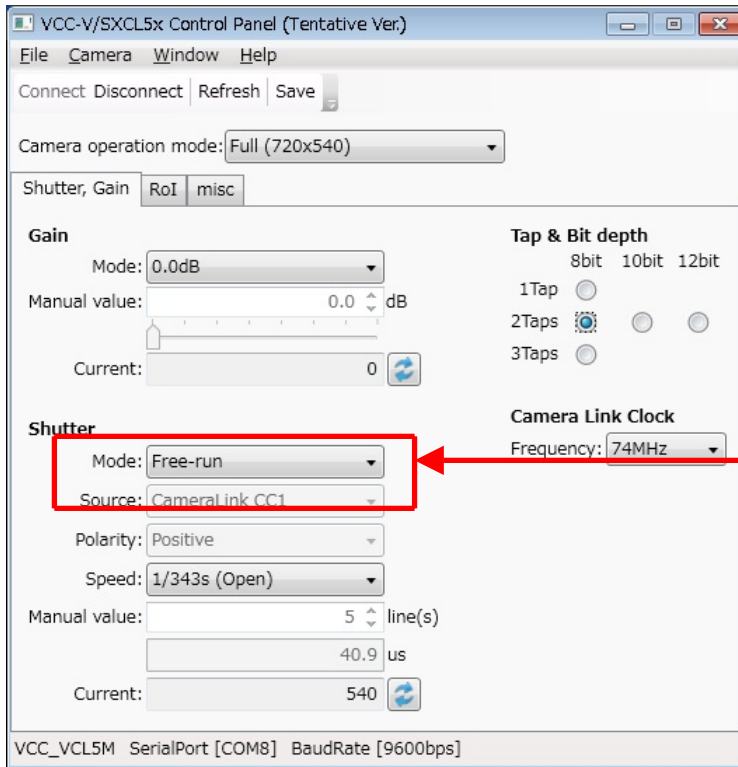 VCC-V/SXCL5x Control Panel (Tentative Ver.)
File Camera Window Help
Connect Disconnect Refresh Save
Camera operation mode: Full (720x540)
Shutter, Gain RoI misc
Gain
Mode: 0.0dB
Manual value: 0.0 dB
Current: 0
Tap & Bit depth
8bit 10bit 12bit
1Tap
2Taps
3Taps
Shutter
Mode: Free-run
Source: CameraLink CC1
Polarity: Positive
Speed: 1/343s (Open)
Manual value: 5 line(s)
40.9 us
Current: 540
Camera Link Clock
Frequency: 74MHz
VCC_VCL5M SerialPort [COM8] BaudRate [9600bps]